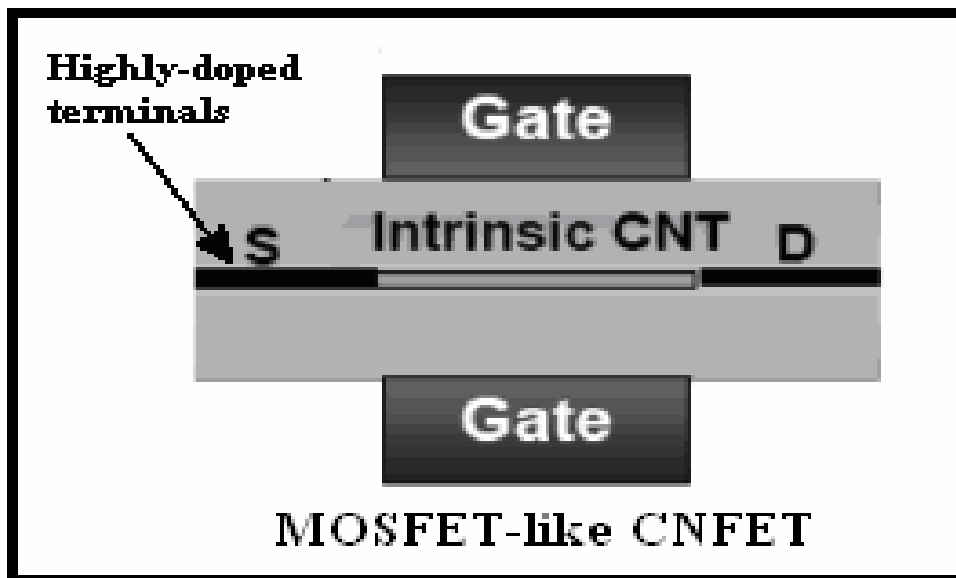 Highly-doped
terminals
Gate
Intrinsic CNT
S
D
Gate
MOSFET-like CNFET